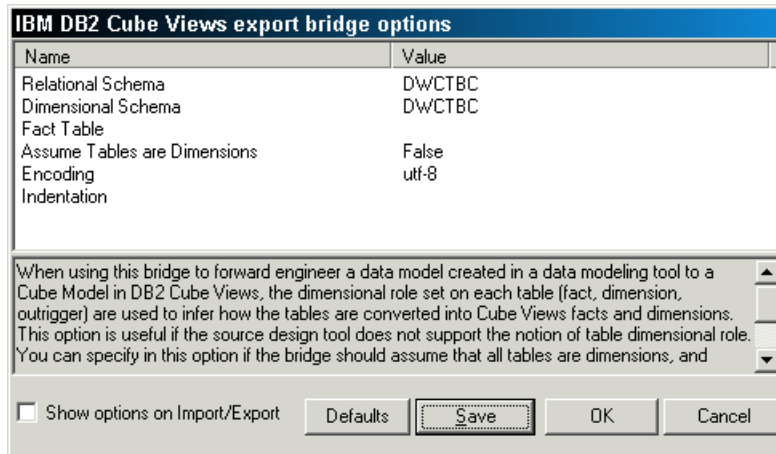 IBM DB2 Cube Views export bridge options
Name Value
Relational Schema DWCTBC
Dimensional Schema DWCTBC
Fact Table
Assume Tables are Dimensions False
Encoding utf-8
Indentation
When using this bridge to forward engineer a data model created in a data modeling tool to a
Cube Model in DB2 Cube Views, the dimensional role set on each table (fact, dimension,
outrigger) are used to infer how the tables are converted into Cube Views facts and dimensions.
This option is useful if the source design tool does not support the notion of table dimensional role.
You can specify in this option if the bridge should assume that all tables are dimensions, and
Show options on Import/Export Defaults Save OK Cancel